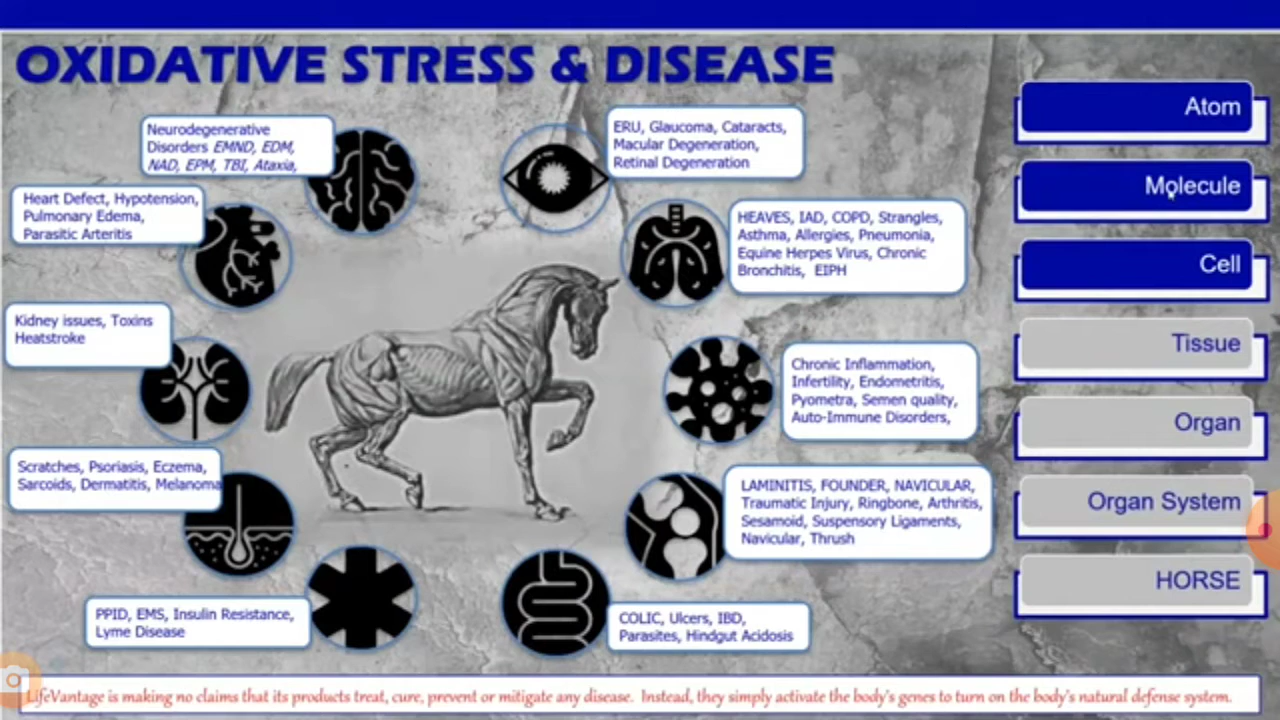 OXIDATIVE STRESS & DISEASE
Neurodegenerative
Disorders EMND, EDM,
NAD, EPM, TBI, Ataxia,
ERU, Glaucoma, Cataracts,
Macular Degeneration,
Retinal Degeneration
Heart Defect, Hypotension,
Pulmonary Edema,
Parasitic Arteritis
HEAVES, IAD, COPD, Strangles,
Asthma, Allergies, Pneumonia,
Equine Herpes Virus, Chronic
Bronchitis, EIPH
Kidney issues, Toxins
Heatstroke
Chronic Inflammation,
Infertility, Endometritis,
Pyometra, Semen quality,
Auto-Immune Disorders,
Scratches, Psoriasis, Eczema,
Sarcoids, Dermatitis, Melanoma
LAMINITIS, FOUNDER, NAVICULAR,
Traumatic Injury, Ringbone, Arthritis,
Sesamoid, Suspensory Ligaments,
Navicular, Thrush
PPID, EMS, Insulin Resistance,
Lyme Disease
COLIC, Ulcers, IBD,
Parasites, Hindgut Acidosis
Atom
Molecule
Cell
Tissue
Organ
Organ System
HORSE
LifeVantage is making no claims that its products treat, cure, prevent or mitigate any disease. Instead, they simply activate the body's genes to turn on the body's natural defense system.